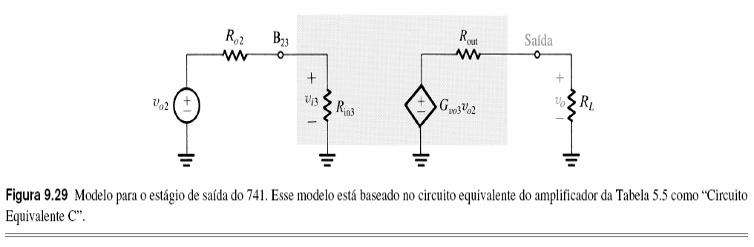 R_o2 B_23 R_out Saída
v_o2 + − + v_i3 − R_in3 + − G_vo3 v_o2 + v_o − R_L
Figura 9.29 Modelo para o estágio de saída do 741. Esse modelo está baseado no circuito equivalente do amplificador da Tabela 5.5 como “Circuito
Equivalente C”.